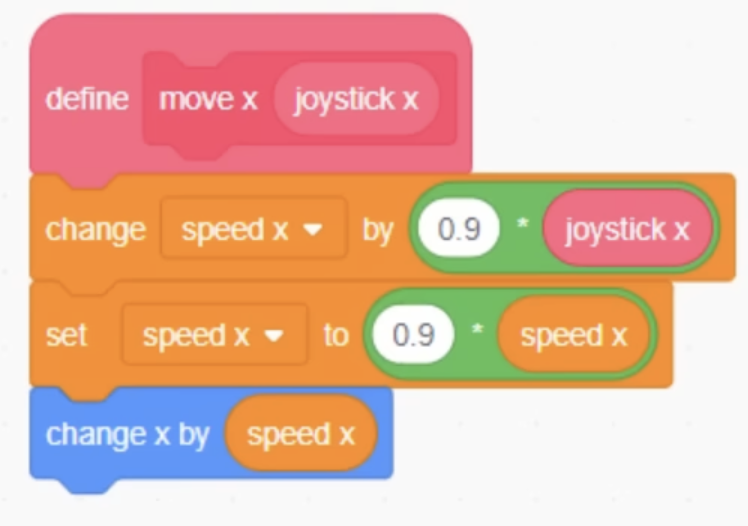 define move x joystick x
change speed x by 0.9 * joystick x
set speed x to 0.9 * speed x
change x by speed x